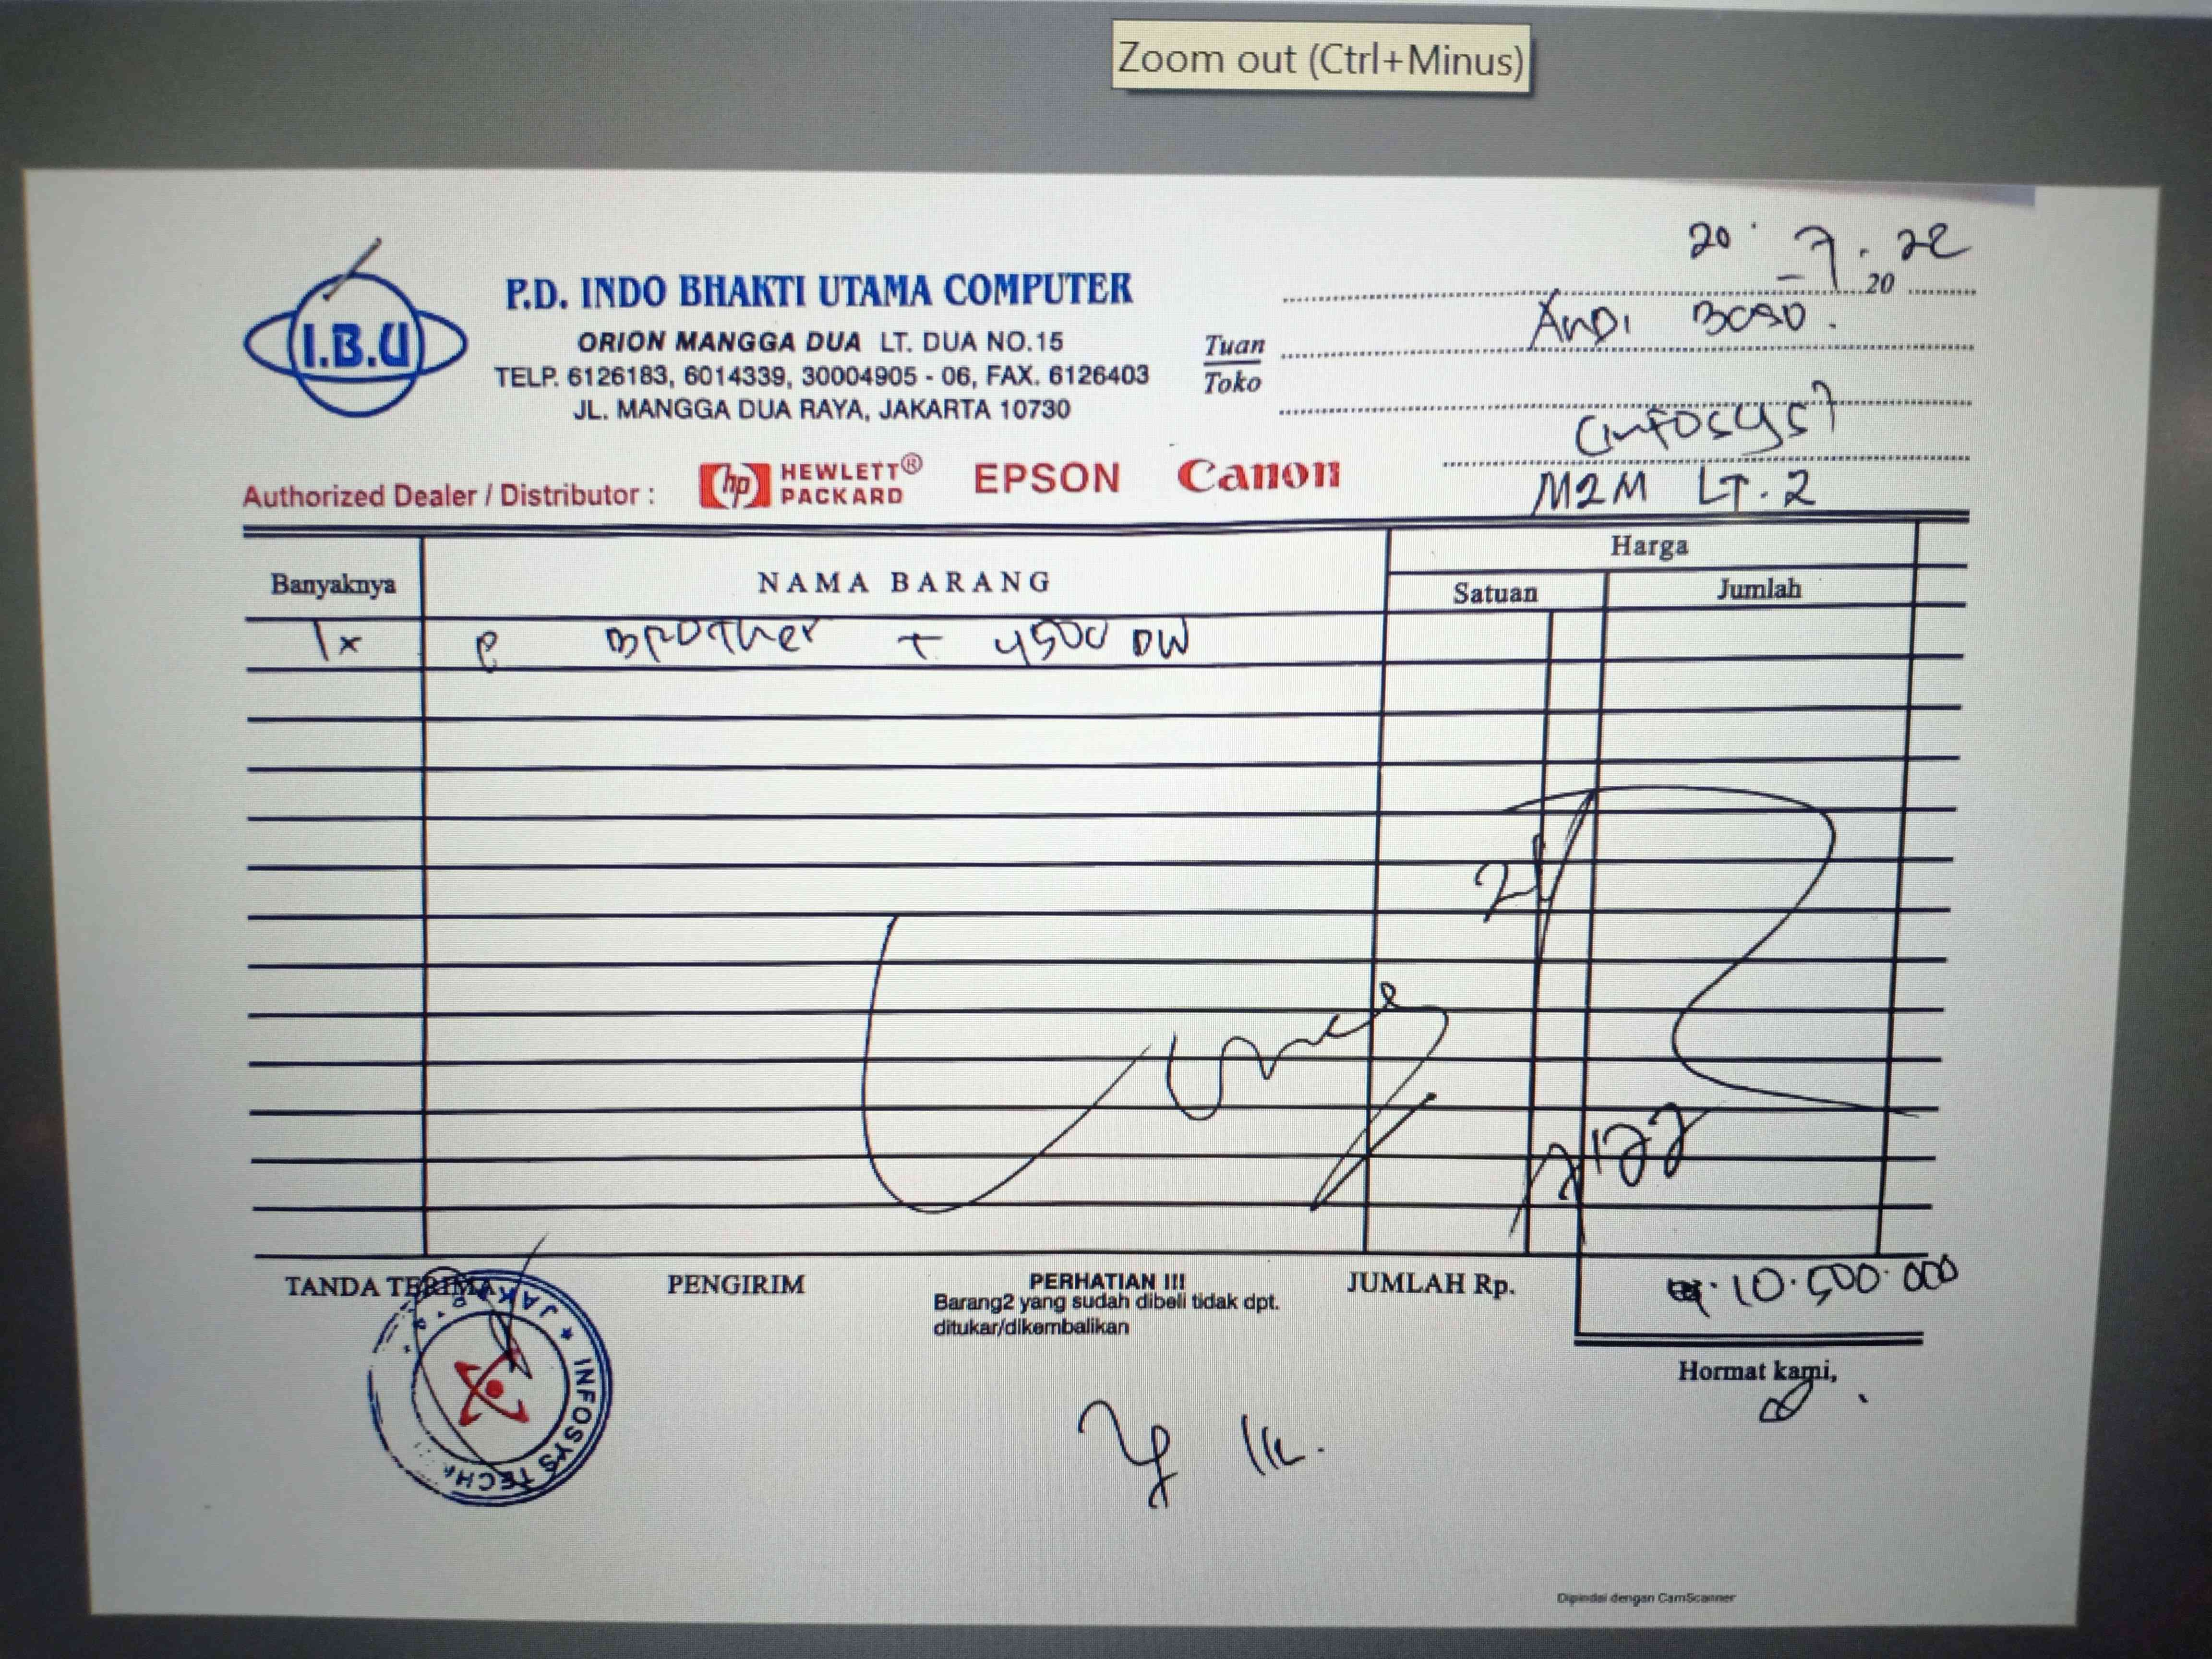 Zoom out (Ctrl+Minus)
20 - 7 . 22
20
I.B.U
P.D. INDO BHAKTI UTAMA COMPUTER
ORION MANGGA DUA LT. DUA NO.15
TELP. 6126183, 6014339, 30004905 - 06, FAX. 6126403
JL. MANGGA DUA RAYA, JAKARTA 10730
Tuan
Toko
ANDI
Infosyst
M2M LT. 2
Authorized Dealer / Distributor : hp HEWLETT® PACKARD EPSON Canon
Banyaknya NAMA BARANG Harga
Satuan Jumlah
1x Brother 4500 DW
TANDA TERIMA PENGIRIM PERHATIAN !!! JUMLAH Rp. 10.500.000
Barang2 yang sudah dibeli tidak dpt.
ditukar/dikembalikan
Hormat kami,
JAKARTA * INFOSYS TECH
Dipindai dengan CamScanner